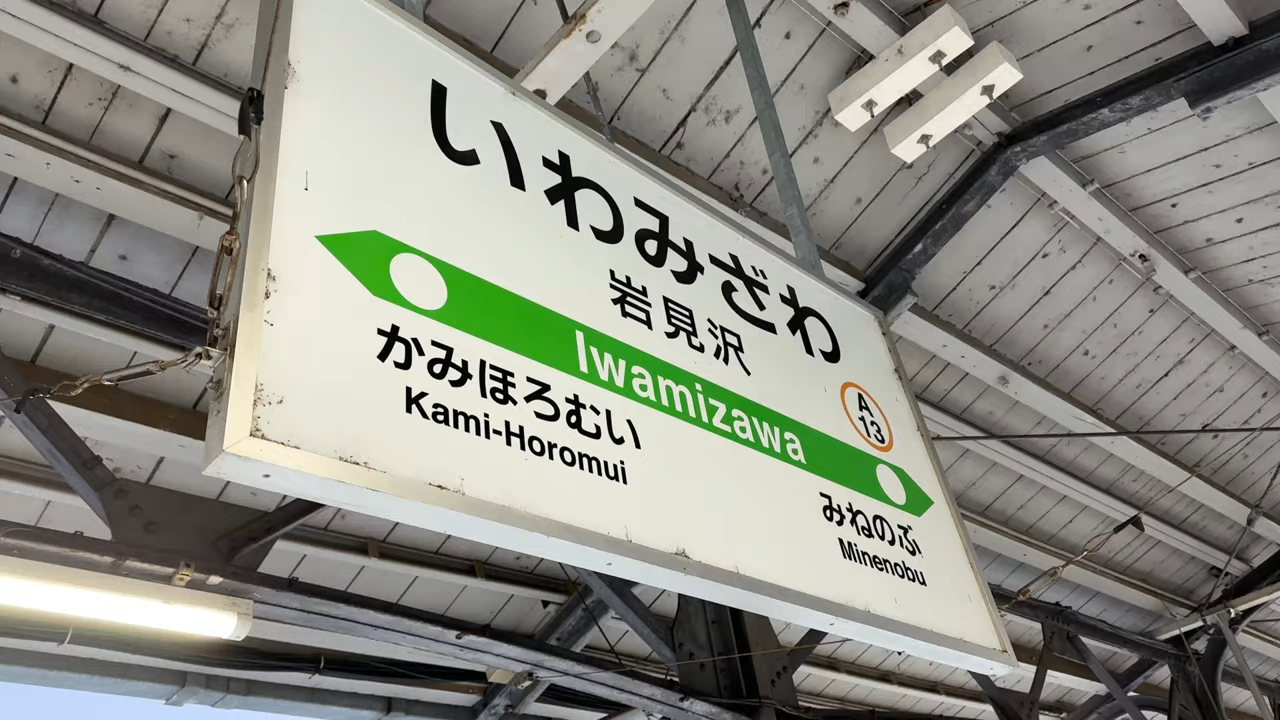 いわみざわ
岩見沢
A
13
Iwamizawa
かみほろむい
Kami-Horomui
みねのぶ
Minenobu